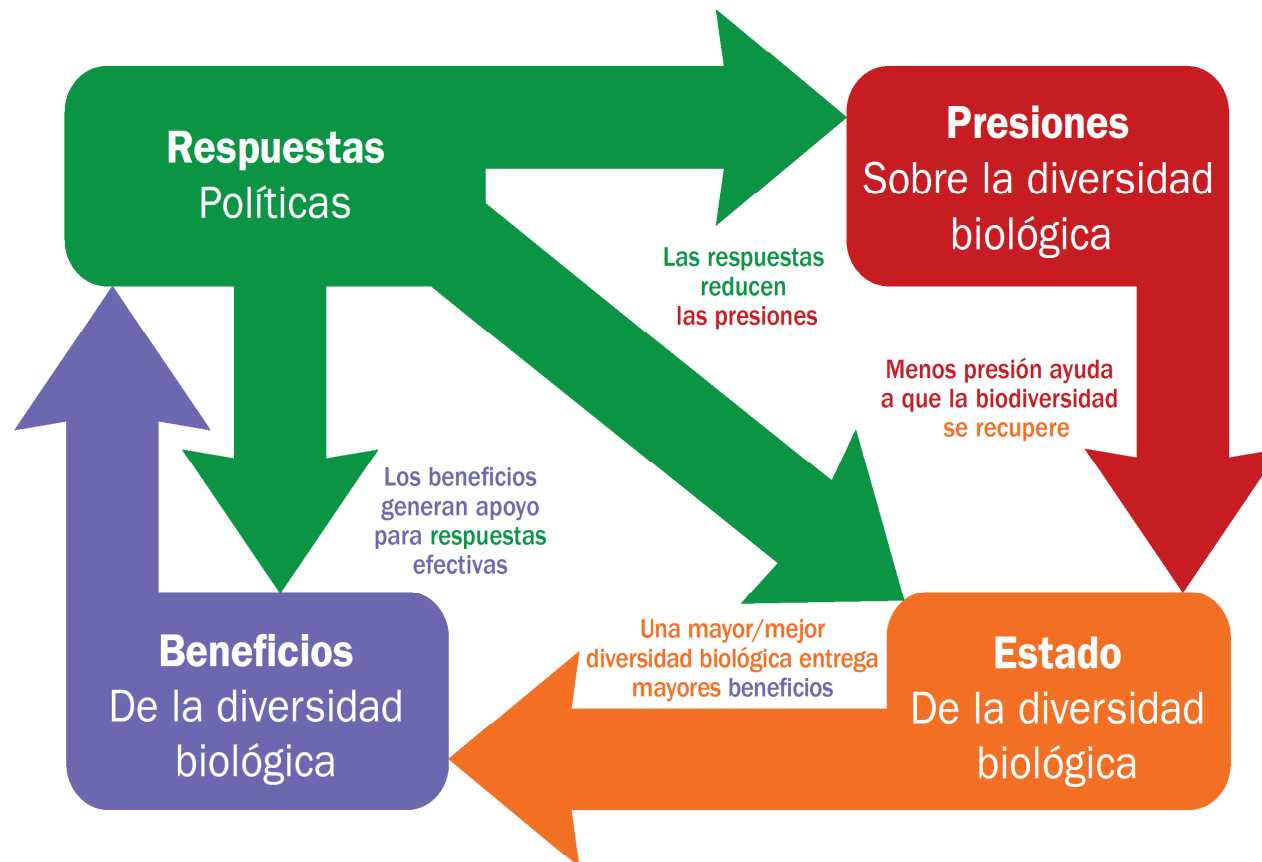 Respuestas
Políticas
Presiones
Sobre la diversidad
biológica
Las respuestas
reducen
las presiones
Menos presión ayuda
a que la biodiversidad
se recupere
Los beneficios
generan apoyo
para respuestas
efectivas
Beneficios
De la diversidad
biológica
Una mayor/mejor
diversidad biológica entrega
mayores beneficios
Estado
De la diversidad
biológica